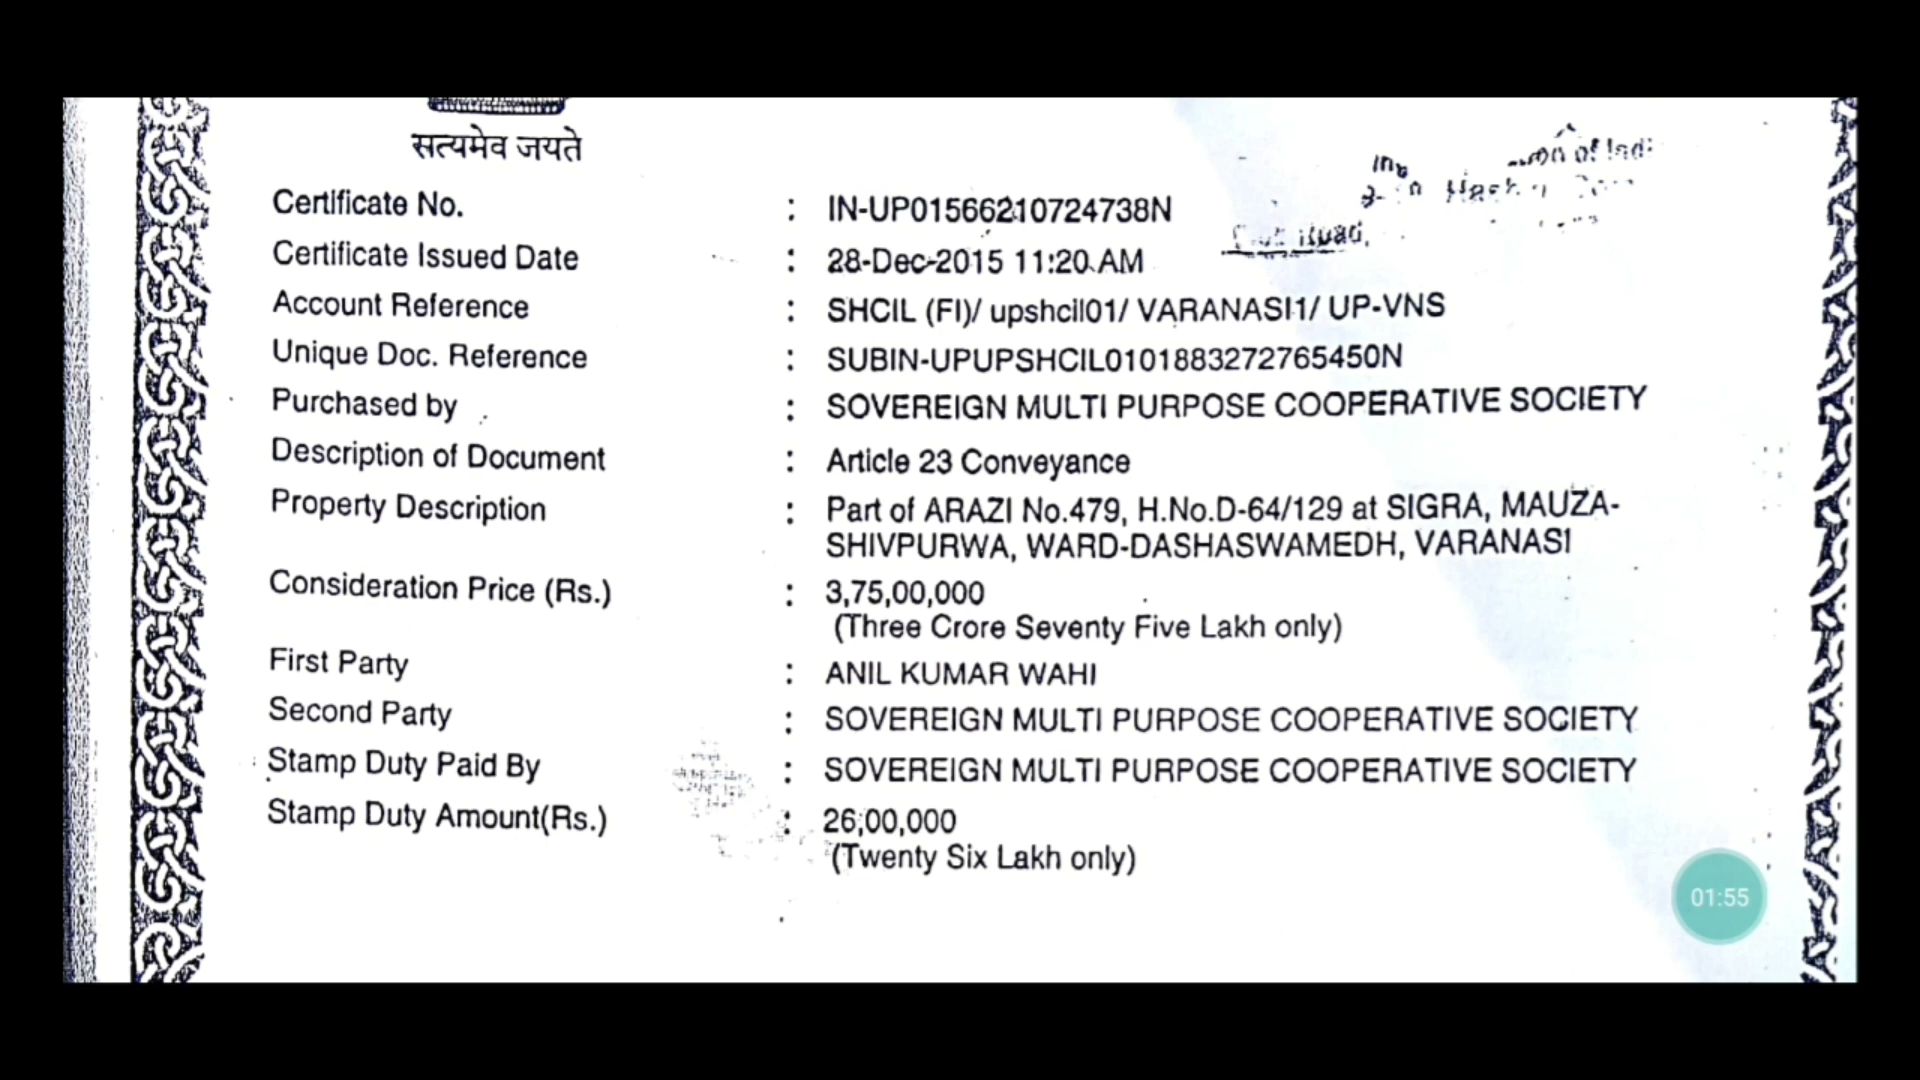 सत्यमेव जयते
of Indi
Road,
Certificate No. : IN-UP01566210724738N
Certificate Issued Date : 28-Dec-2015 11:20 AM
Account Reference : SHCIL (FI)/ upshcil01/ VARANASI1/ UP-VNS
Unique Doc. Reference : SUBIN-UPUPSHCIL0101883272765450N
Purchased by : SOVEREIGN MULTI PURPOSE COOPERATIVE SOCIETY
Description of Document : Article 23 Conveyance
Property Description : Part of ARAZI No.479, H.No.D-64/129 at SIGRA, MAUZA-
SHIVPURWA, WARD-DASHASWAMEDH, VARANASI
Consideration Price (Rs.) : 3,75,00,000
(Three Crore Seventy Five Lakh only)
First Party : ANIL KUMAR WAHI
Second Party : SOVEREIGN MULTI PURPOSE COOPERATIVE SOCIETY
Stamp Duty Paid By : SOVEREIGN MULTI PURPOSE COOPERATIVE SOCIETY
Stamp Duty Amount(Rs.) : 26,00,000
(Twenty Six Lakh only)
01:55